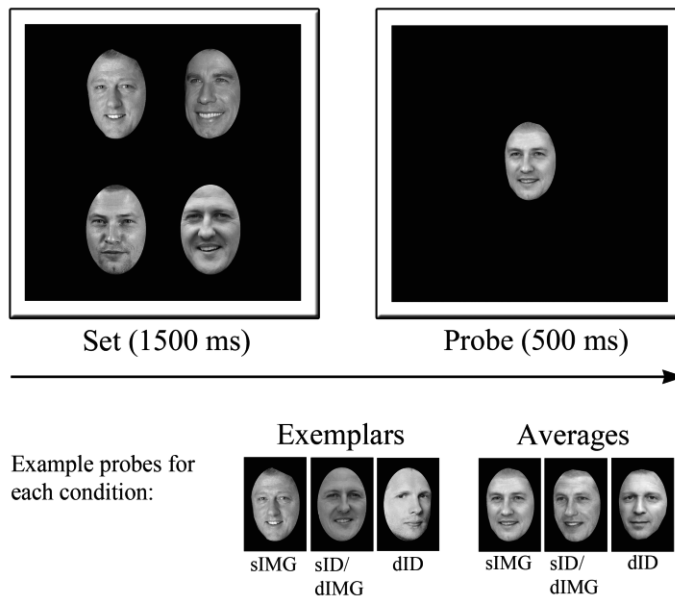 Set (1500 ms)
Probe (500 ms)
Exemplars
Averages
Example probes for
each condition:
sIMG
sID/
dIMG
dID
sIMG
sID/
dIMG
dID